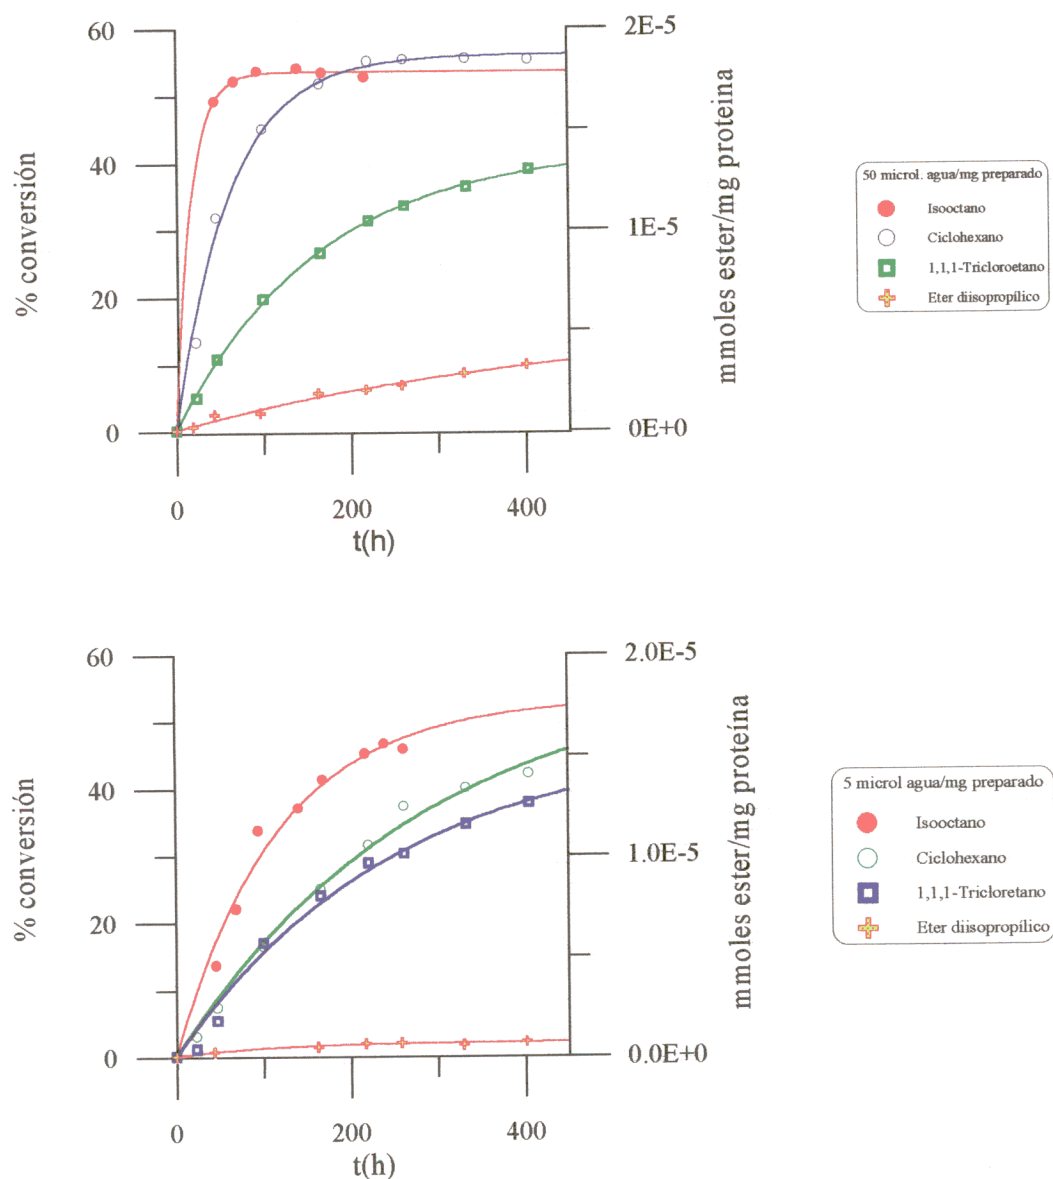 60
40
20
0
% conversión
2E-5
1E-5
0E+0
mmoles ester/mg proteina
0
200
400
t(h)
50 microl. agua/mg preparado
Isooctano
Ciclohexano
1,1,1-Tricloroetano
Eter diisopropílico
60
40
20
0
% conversión
2.0E-5
1.0E-5
0.0E+0
mmoles ester/mg proteína
0
200
400
t(h)
5 microl agua/mg preparado
Isooctano
Ciclohexano
1,1,1-Tricloretano
Eter diisopropílico